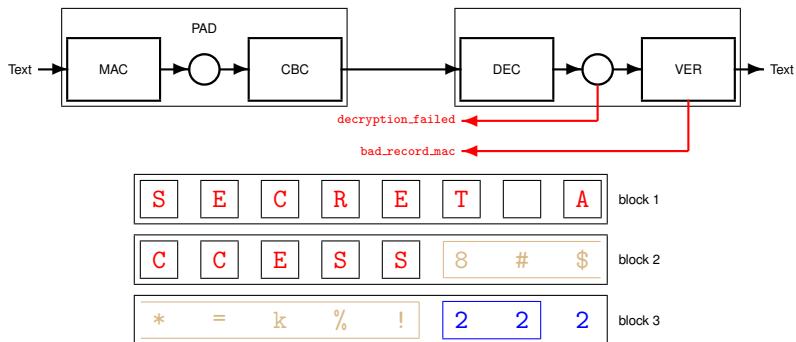 PAD
Text MAC CBC DEC VER Text
decryption_failed
bad_record_mac
S E C R E T A block 1
C C E S S 8 # $ block 2
* = k % ! 2 2 2 block 3